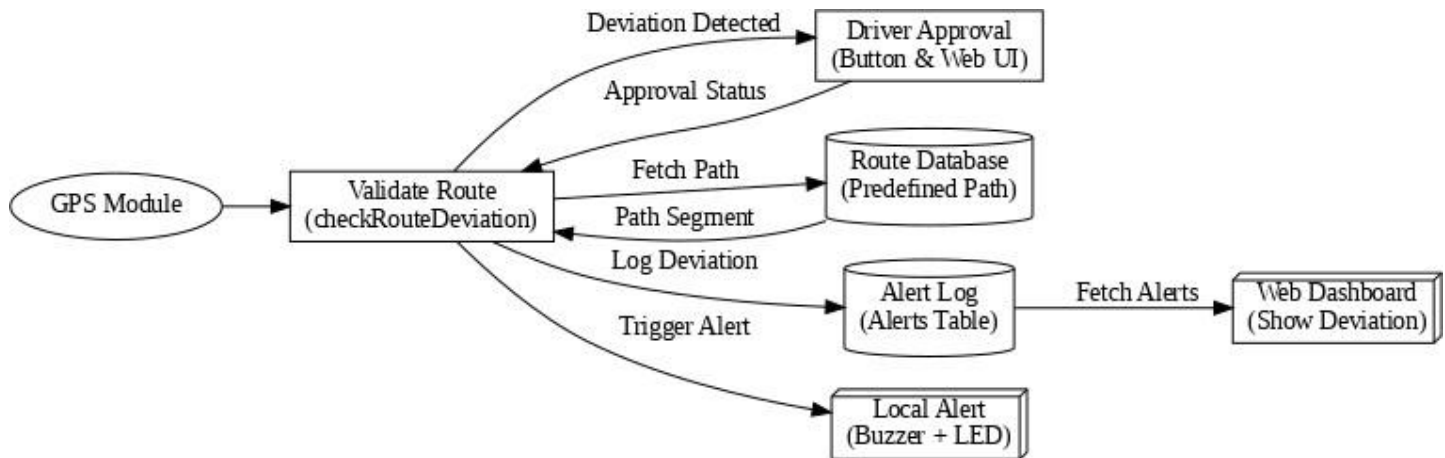 Deviation Detected
Driver Approval
(Button & Web UI)
Approval Status
GPS Module
Validate Route
(checkRouteDeviation)
Fetch Path
Route Database
(Predefined Path)
Path Segment
Log Deviation
Alert Log
(Alerts Table)
Fetch Alerts
Web Dashboard
(Show Deviation)
Trigger Alert
Local Alert
(Buzzer + LED)